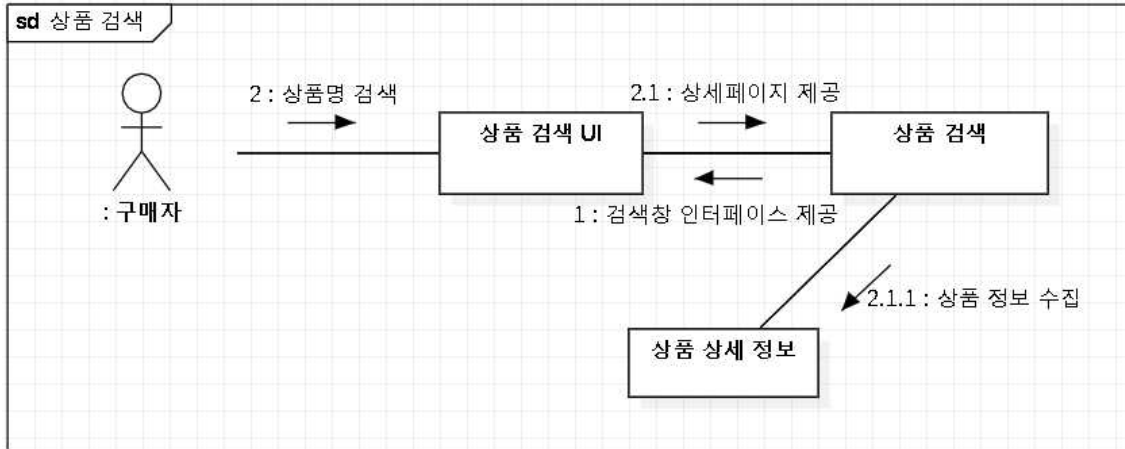 sd 상품 검색
2 : 상품명 검색
2.1 : 상세페이지 제공
상품 검색 UI
상품 검색
: 구매자
1 : 검색창 인터페이스 제공
2.1.1 : 상품 정보 수집
상품 상세 정보